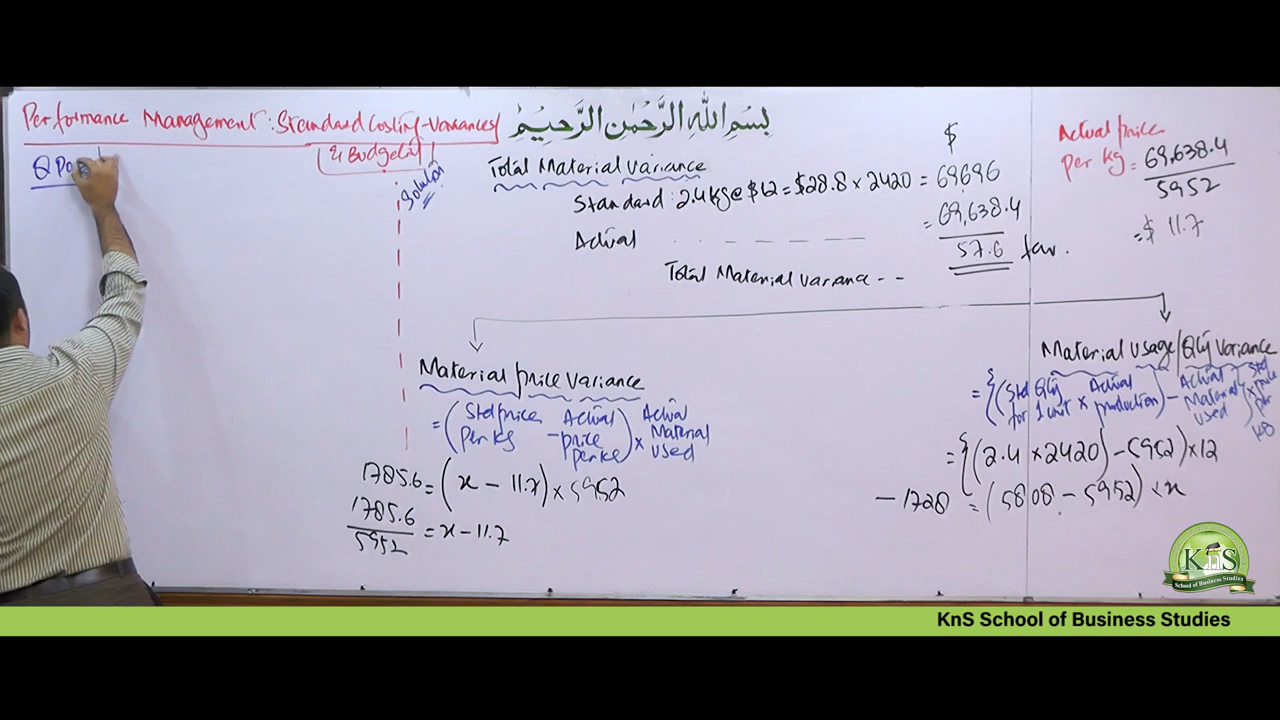 Performance Management: Standard Costing-Variances/
& Budgeting
Q
Solution
بِسْمِ اللهِ الرَّحْمٰنِ الرَّحِيْمِ
Total Material Variance
$
Standard: 2.4 kg @ $12 = $28.8 × 2420 = 69696
Actual - - - - - - - = 69,638.4
57.6 fav.
Total Material Variance - -
Actual price
Per kg = 69,638.4
5952
= $ 11.7
Material price Variance
= (Std price per kg - Actual price per kg) × Actual Material used
1785.6 = (x - 11.7) × 5952
1785.6
5952 = x - 11.7
Material Usage/Qty Variance
= {(Std Qty for 1 unit × Actual production) - Actual Material used} × Std price per KG
= {(2.4 × 2420) - 5952) × 12
- 1728 = (5808 - 5952) × x
KnS
School of Business Studies
KnS School of Business Studies